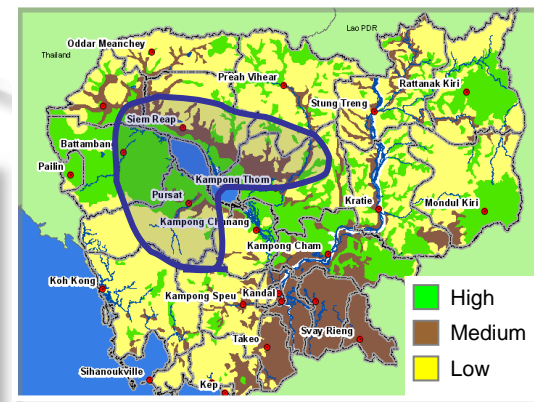 Lao PDR
Oddar Meanchey
Thailand
Preah Vihear
Rattanak Kiri
Stung Treng
Siem Reap
Battamban
Pailin
Kampong Thom
Pursat
Kratie
Mondul Kiri
Kampong Chhnang
Kampong Cham
Koh Kong
Kampong Speu
Kandal
Svay Rieng
Takeo
Sihanoukville
Kep
High
Medium
Low